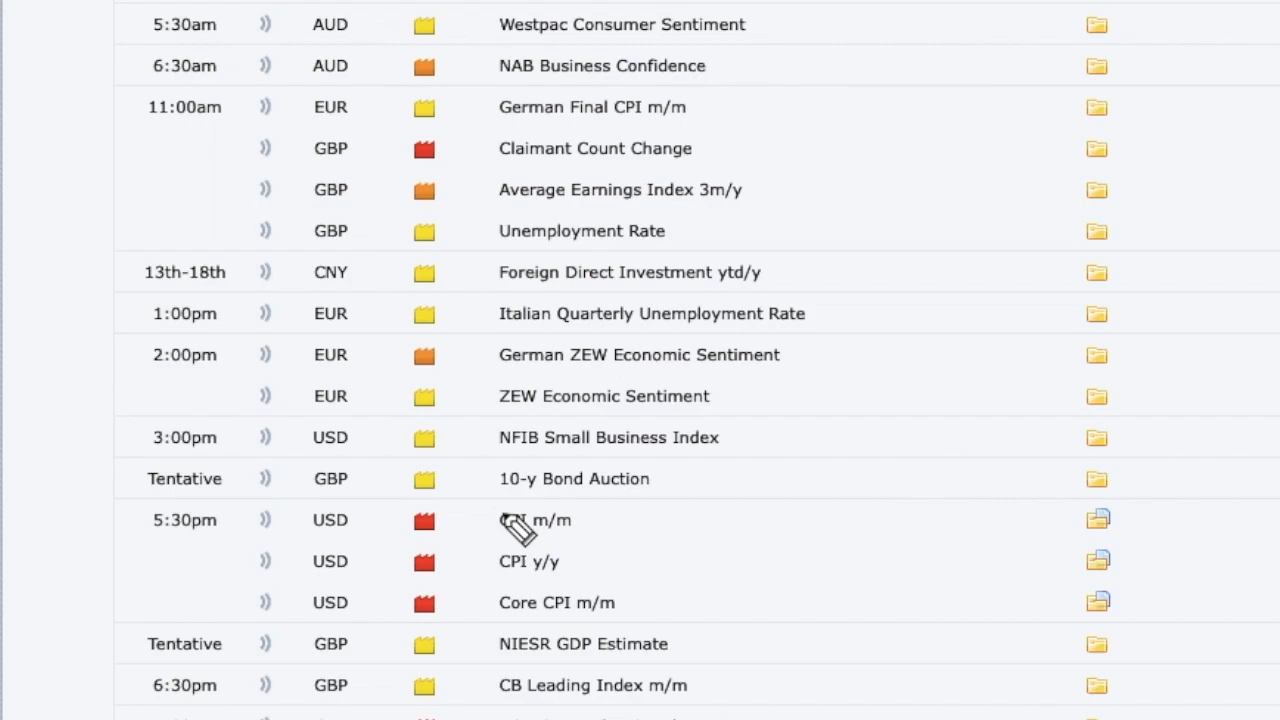 5:30am AUD Westpac Consumer Sentiment
6:30am AUD NAB Business Confidence
11:00am EUR German Final CPI m/m
GBP Claimant Count Change
GBP Average Earnings Index 3m/y
GBP Unemployment Rate
13th-18th CNY Foreign Direct Investment ytd/y
1:00pm EUR Italian Quarterly Unemployment Rate
2:00pm EUR German ZEW Economic Sentiment
EUR ZEW Economic Sentiment
3:00pm USD NFIB Small Business Index
Tentative GBP 10-y Bond Auction
5:30pm USD CPI m/m
USD CPI y/y
USD Core CPI m/m
Tentative GBP NIESR GDP Estimate
6:30pm GBP CB Leading Index m/m